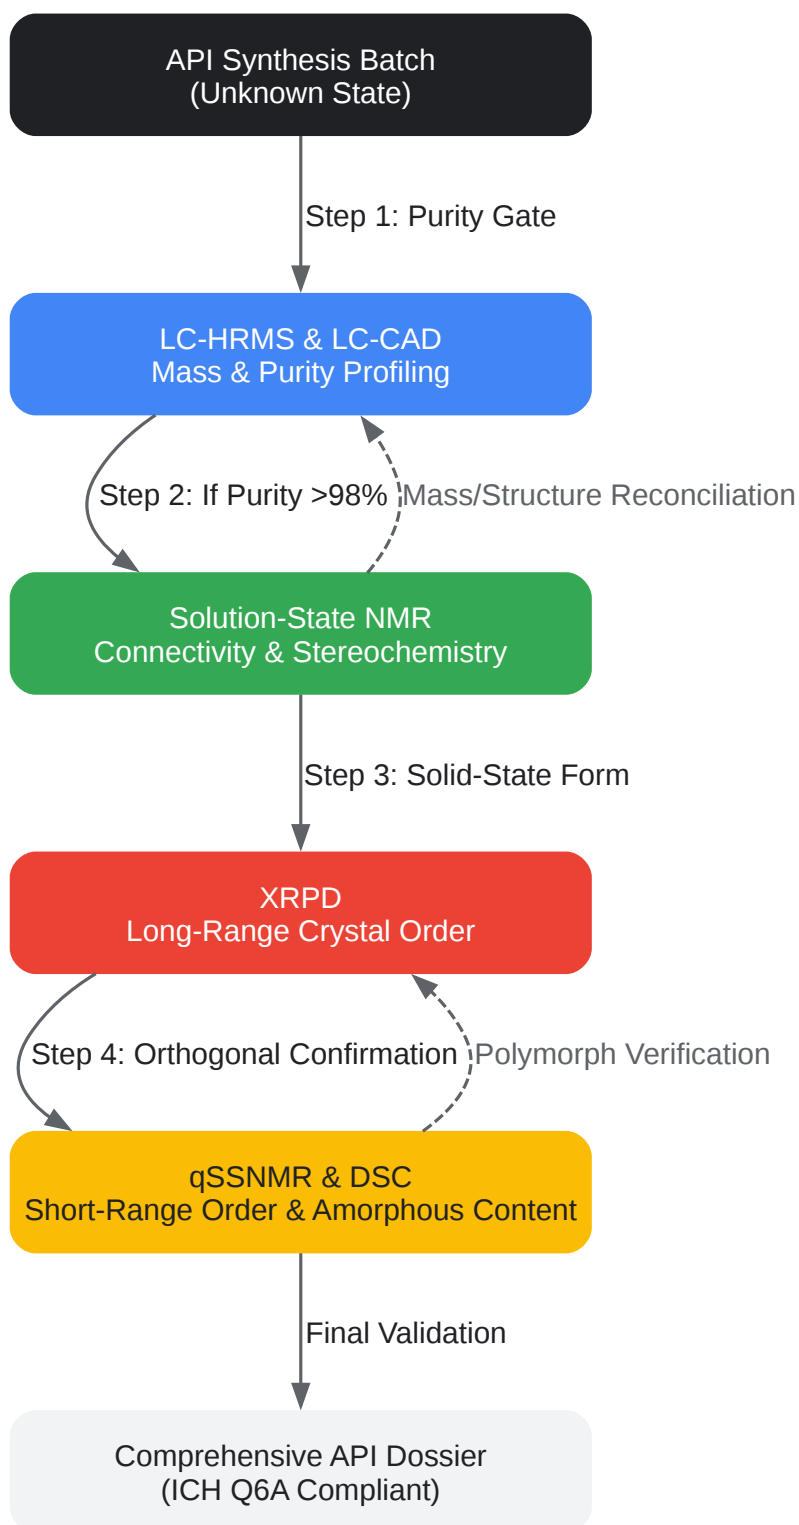 API Synthesis Batch
(Unknown State)
Step 1: Purity Gate
LC-HRMS & LC-CAD
Mass & Purity Profiling
Step 2: If Purity >98%
Mass/Structure Reconciliation
Solution-State NMR
Connectivity & Stereochemistry
Step 3: Solid-State Form
XRPD
Long-Range Crystal Order
Step 4: Orthogonal Confirmation
Polymorph Verification
qSSNMR & DSC
Short-Range Order & Amorphous Content
Final Validation
Comprehensive API Dossier
(ICH Q6A Compliant)